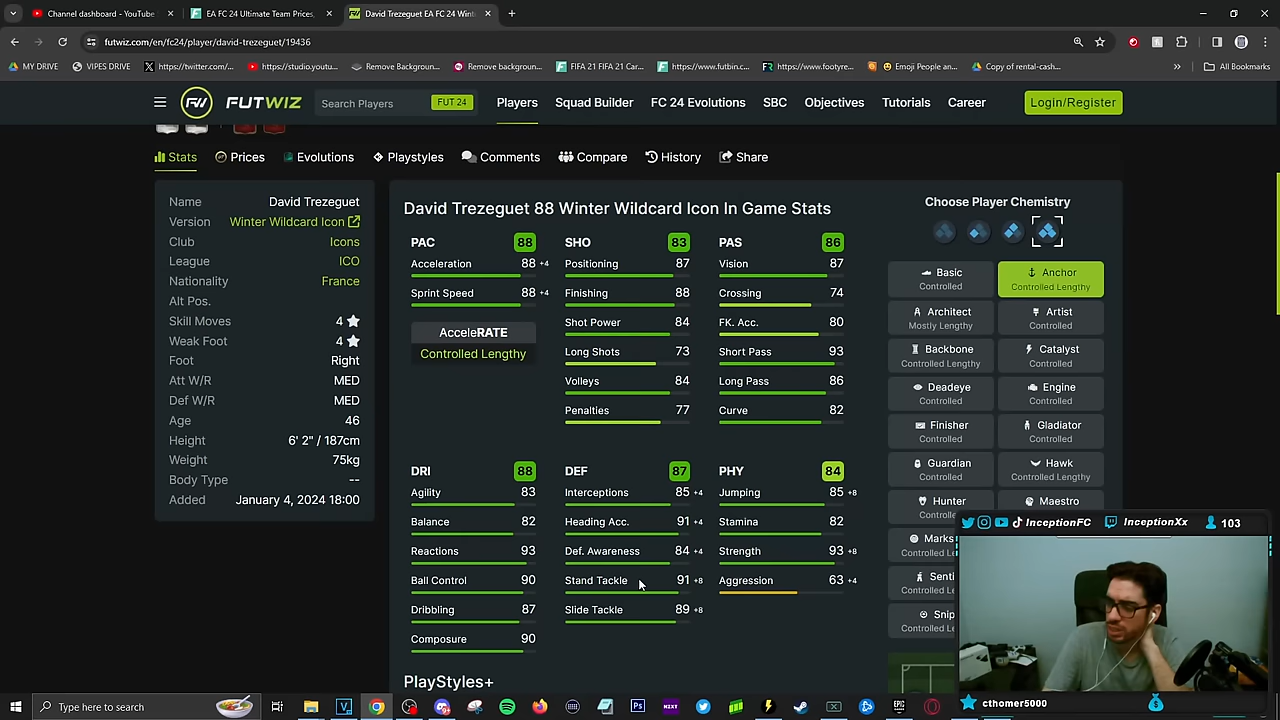 Channel dashboard - YouTube
EA FC 24 Ultimate Team Prices,
David Trezeguet EA FC 24 Wint
futwiz.com/en/fc24/player/david-trezeguet/19436
MY DRIVE
VIPES DRIVE
https://twitter.com/...
https://studio.youtu...
Remove Backgroun...
Remove backgroun...
FIFA 21 FIFA 21 Car...
https://www.futbin.c...
https://www.footyre...
Emoji People an...
Copy of rental-cash...
All Bookmarks
FW FUTWIZ
Search Players
FUT 24
Players
Squad Builder
FC 24 Evolutions
SBC
Objectives
Tutorials
Career
Login/Register
Stats
Prices
Evolutions
Playstyles
Comments
Compare
History
Share
Name David Trezeguet
Version Winter Wildcard Icon
Club Icons
League ICO
Nationality France
Alt Pos.
Skill Moves 4
Weak Foot 4
Foot Right
Att W/R MED
Def W/R MED
Age 46
Height 6' 2" / 187cm
Weight 75kg
Body Type --
Added January 4, 2024 18:00
David Trezeguet 88 Winter Wildcard Icon In Game Stats
PAC 88
Acceleration 88 +4
Sprint Speed 88 +4
AcceleRATE
Controlled Lengthy
SHO 83
Positioning 87
Finishing 88
Shot Power 84
Long Shots 73
Volleys 84
Penalties 77
PAS 86
Vision 87
Crossing 74
FK. Acc. 80
Short Pass 93
Long Pass 86
Curve 82
DRI 88
Agility 83
Balance 82
Reactions 93
Ball Control 90
Dribbling 87
Composure 90
DEF 87
Interceptions 85 +4
Heading Acc. 91 +4
Def. Awareness 84 +4
Stand Tackle 91 +8
Slide Tackle 89 +8
PHY 84
Jumping 85 +8
Stamina 82
Strength 93 +8
Aggression 63 +4
PlayStyles+
Choose Player Chemistry
Basic
Controlled
Anchor
Controlled Lengthy
Architect
Mostly Lengthy
Artist
Controlled
Backbone
Controlled Lengthy
Catalyst
Controlled
Deadeye
Controlled
Engine
Controlled
Finisher
Controlled
Gladiator
Controlled
Guardian
Controlled
Hawk
Controlled Lengthy
Hunter
Controlled
Maestro
Marks
Controlled Le
Senti
Controlled Le
Snip
Controlled Le
InceptionFC
InceptionXx
103
cthomer5000
Type here to search